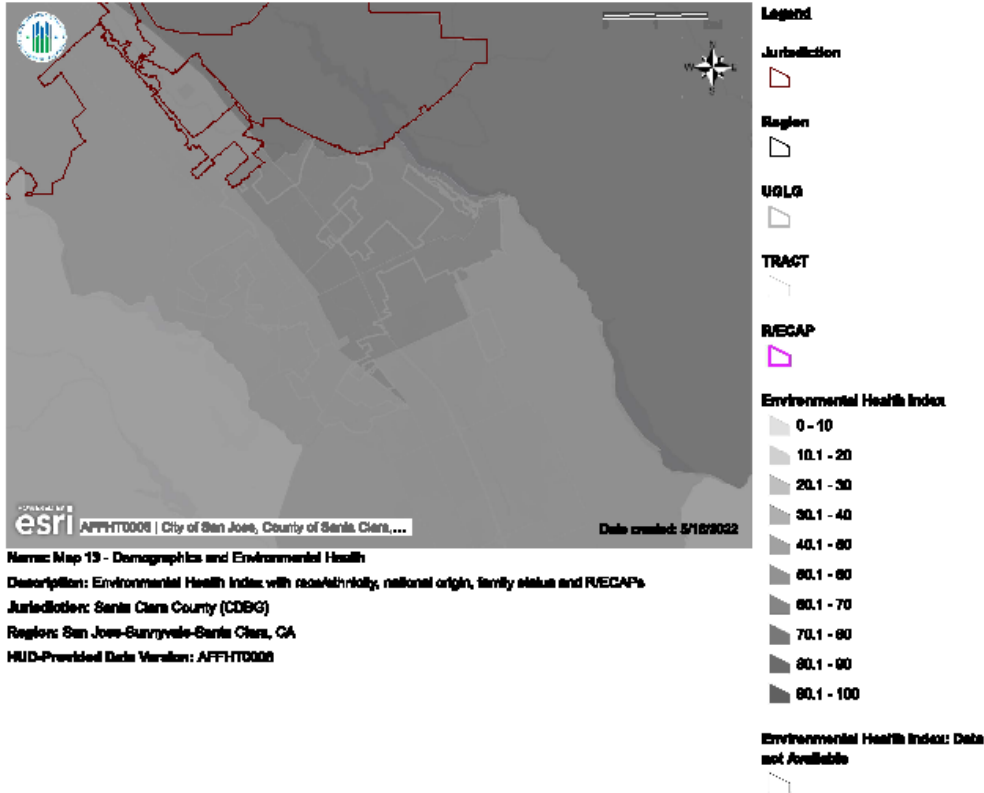 Legend
Jurisdiction
Region
UGLG
TRACT
R/ECAP
Environmental Health Index
0 - 10
10.1 - 20
20.1 - 30
30.1 - 40
40.1 - 50
50.1 - 60
60.1 - 70
70.1 - 80
80.1 - 90
90.1 - 100
Environmental Health Index: Data
not Available
N
W E
S
POWERED BY
esri
AFFHT0006 | City of San Jose, County of Santa Clara,...
Date created: 5/16/2022
Name: Map 13 - Demographics and Environmental Health
Description: Environmental Health Index with race/ethnicity, national origin, family status and R/ECAPs
Jurisdiction: Santa Clara County (CDBG)
Region: San Jose-Sunnyvale-Santa Clara, CA
HUD-Provided Data Version: AFFHT0006